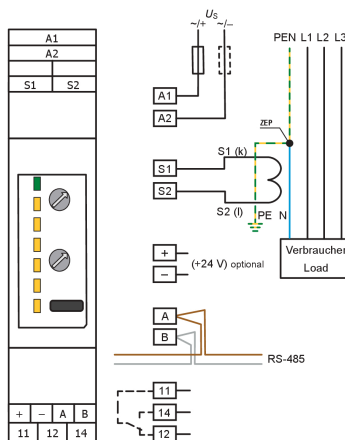 A1
A2
S1 S2
+ − A B
11 12 14
US
~/+ ~/−
A1
A2
S1
S2
S1 (k)
S2 (l)
PEN L1 L2 L3
ZEP
PE N
Verbraucher
Load
+
−
(+24 V) optional
A
B
RS-485
11
14
12